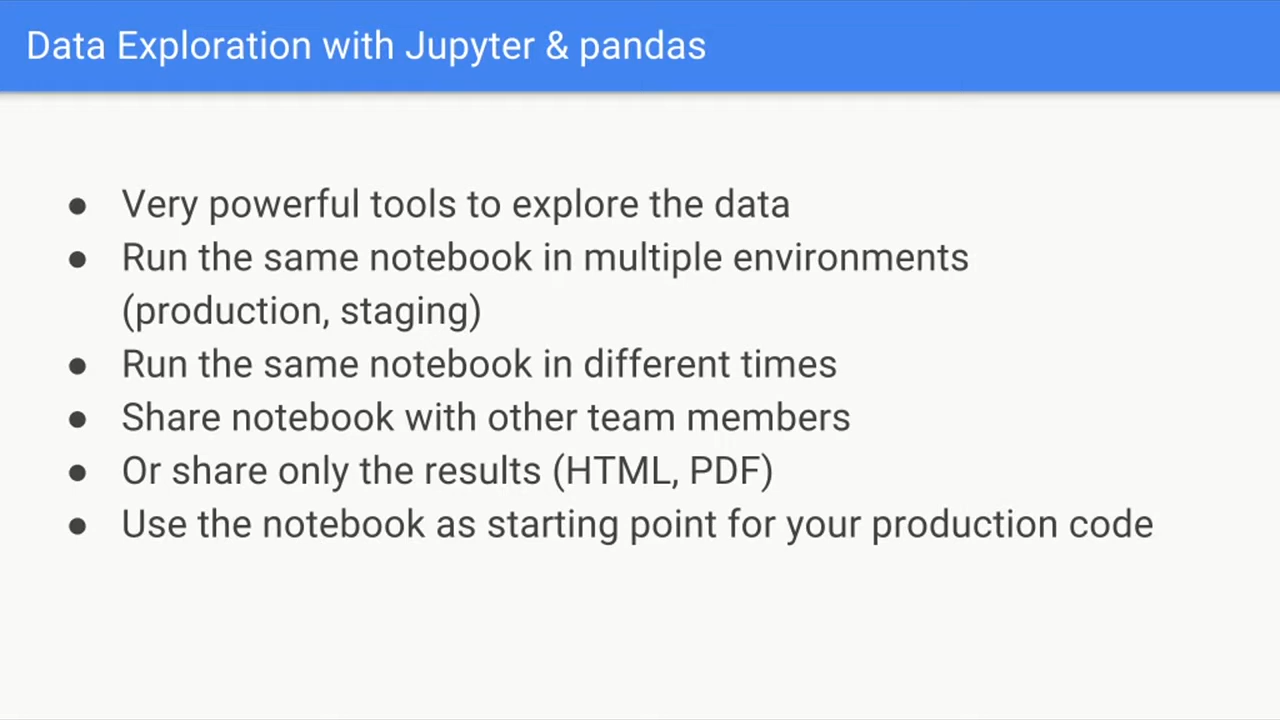 Data Exploration with Jupyter & pandas
● Very powerful tools to explore the data
● Run the same notebook in multiple environments
(production, staging)
● Run the same notebook in different times
● Share notebook with other team members
● Or share only the results (HTML, PDF)
● Use the notebook as starting point for your production code